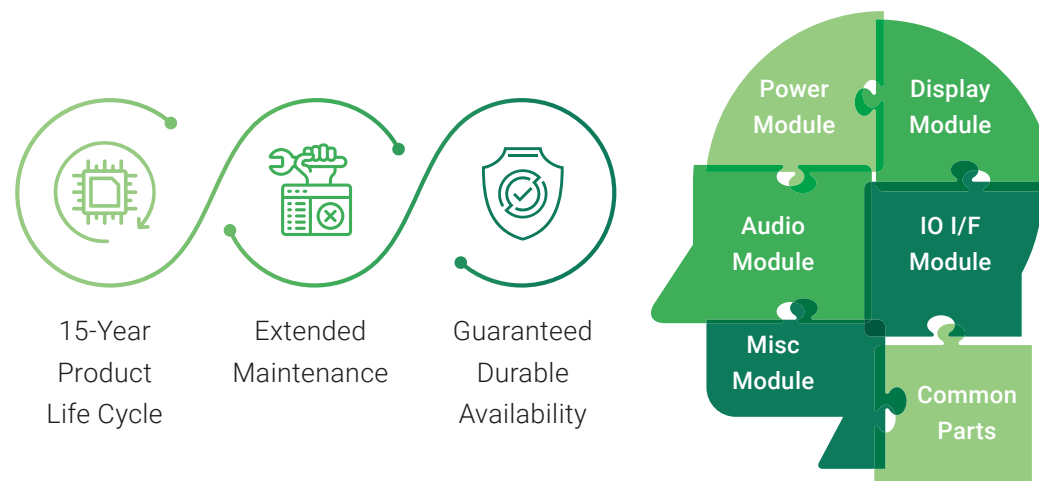 15-Year
Product
Life Cycle
Extended
Maintenance
Guaranteed
Durable
Availability
Power
Module
Display
Module
Audio
Module
IO I/F
Module
Misc
Module
Common
Parts